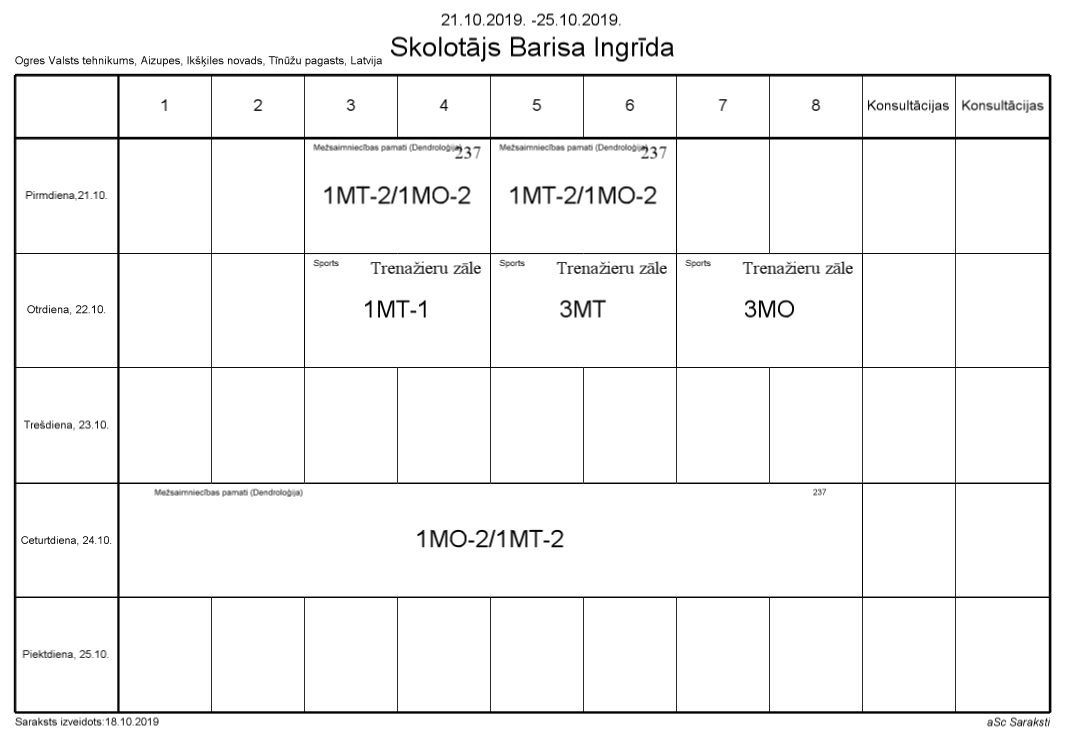 21.10.2019. -25.10.2019.
Skolotājs Barisa Ingrīda
Ogres Valsts tehnikums, Aizupes, Ikšķiles novads, Tīnūžu pagasts, Latvija
1 2 3 4 5 6 7 8 Konsultācijas Konsultācijas
Mežsaimniecības pamati (Dendroloģija) 237 Mežsaimniecības pamati (Dendroloģija) 237
Pirmdiena,21.10. 1MT-2/1MO-2 1MT-2/1MO-2
Sports Trenažieru zāle Sports Trenažieru zāle Sports Trenažieru zāle
Otrdiena, 22.10. 1MT-1 3MT 3MO
Trešdiena, 23.10.
Mežsaimniecības pamati (Dendroloģija) 237
Ceturtdiena, 24.10. 1MO-2/1MT-2
Piektdiena, 25.10.
Saraksts izveidots:18.10.2019 aSc Saraksti